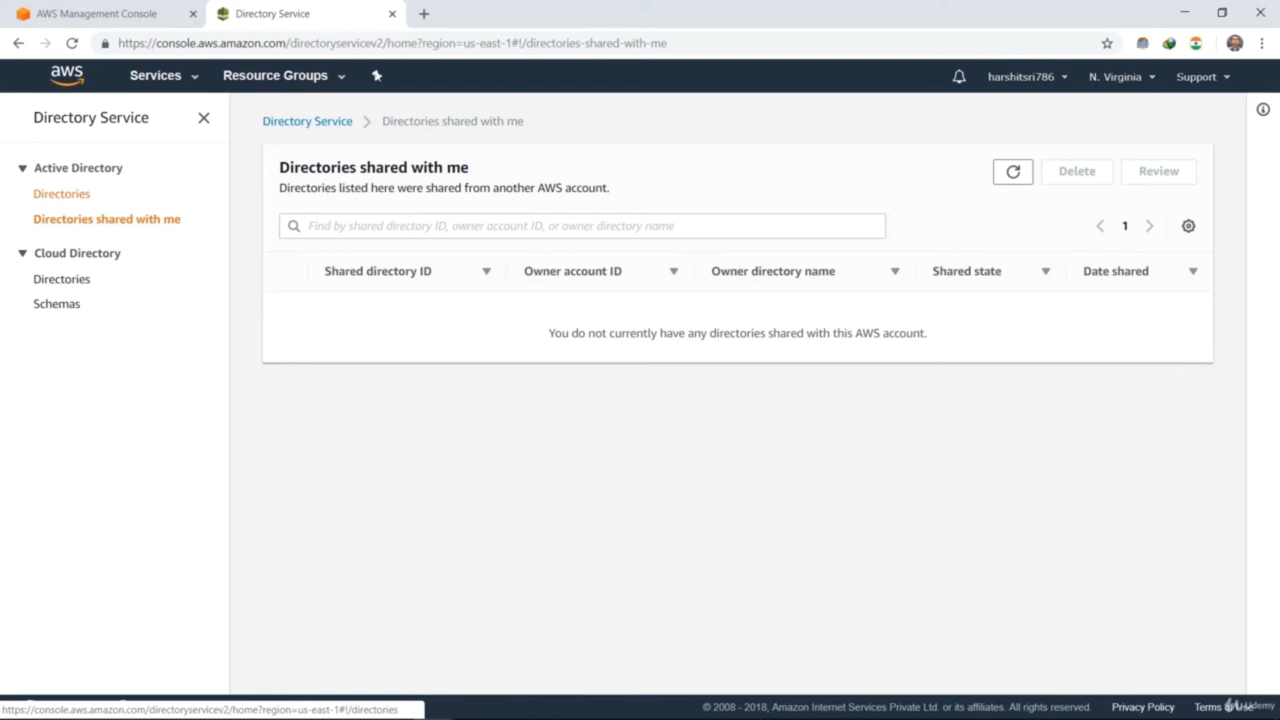 AWS Management Console
Directory Service
https://console.aws.amazon.com/directoryservicev2/home?region=us-east-1#!/directories-shared-with-me
aws
Services
Resource Groups
harshitsri786
N. Virginia
Support
Directory Service
Active Directory
Directories
Directories shared with me
Cloud Directory
Directories
Schemas
Directory Service > Directories shared with me
Directories shared with me
Directories listed here were shared from another AWS account.
Delete
Review
Find by shared directory ID, owner account ID, or owner directory name
1
Shared directory ID
Owner account ID
Owner directory name
Shared state
Date shared
You do not currently have any directories shared with this AWS account.
https://console.aws.amazon.com/directoryservicev2/home?region=us-east-1#!/directories
© 2008 - 2018, Amazon Internet Services Private Ltd. or its affiliates. All rights reserved.
Privacy Policy
Terms
Udemy